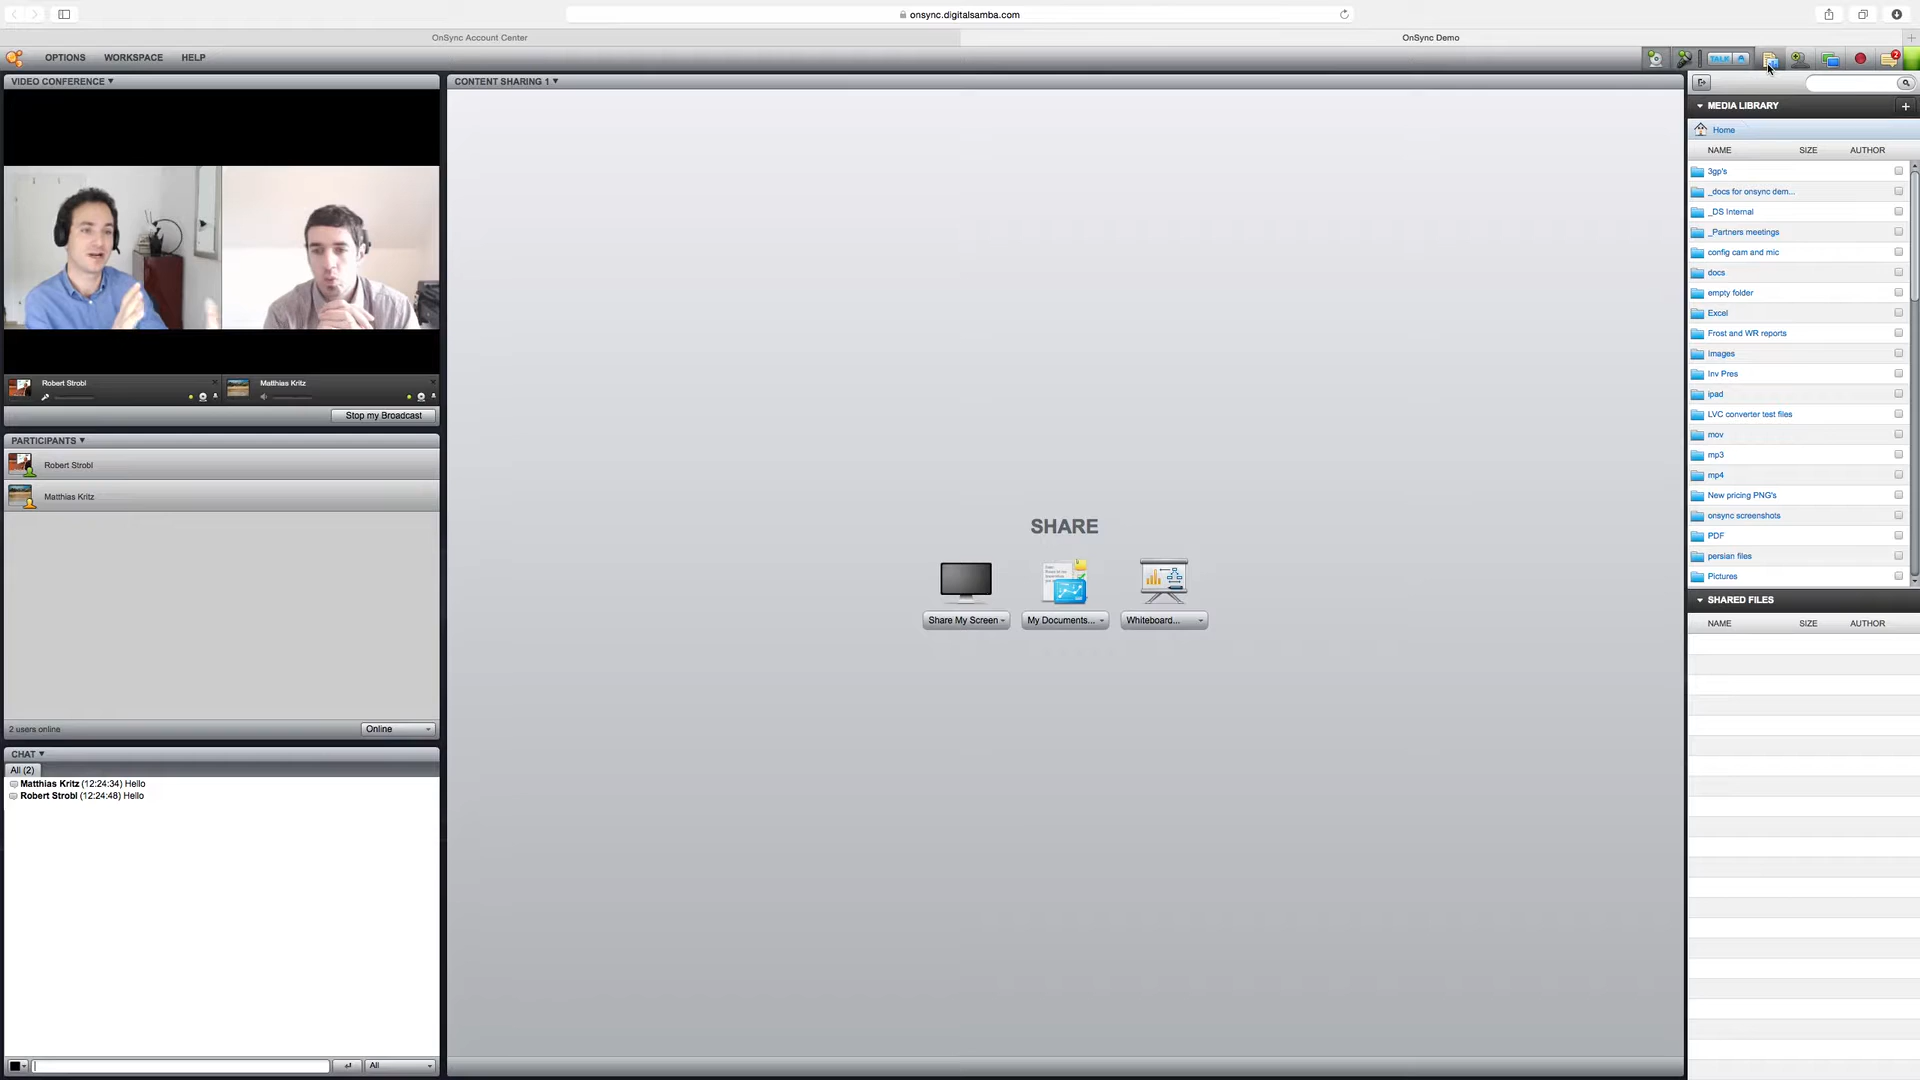 onsync.digitalsamba.com
OnSync Account Center
OnSync Demo
OPTIONS
WORKSPACE
HELP
TALK
2
VIDEO CONFERENCE
Robert Strobl
Matthias Kritz
Stop my Broadcast
PARTICIPANTS
Robert Strobl
Matthias Kritz
2 users online
Online
CHAT
All (2)
Matthias Kritz (12:24:34) Hello
Robert Strobl (12:24:48) Hello
All
CONTENT SHARING 1
SHARE
Share My Screen
My Documents...
Whiteboard...
MEDIA LIBRARY
Home
NAME SIZE AUTHOR
3gp's
_docs for onsync dem...
_DS Internal
_Partners meetings
config cam and mic
docs
empty folder
Excel
Frost and WR reports
Images
Inv Pres
ipad
LVC converter test files
mov
mp3
mp4
New pricing PNG's
onsync screenshots
PDF
persian files
Pictures
SHARED FILES
NAME SIZE AUTHOR